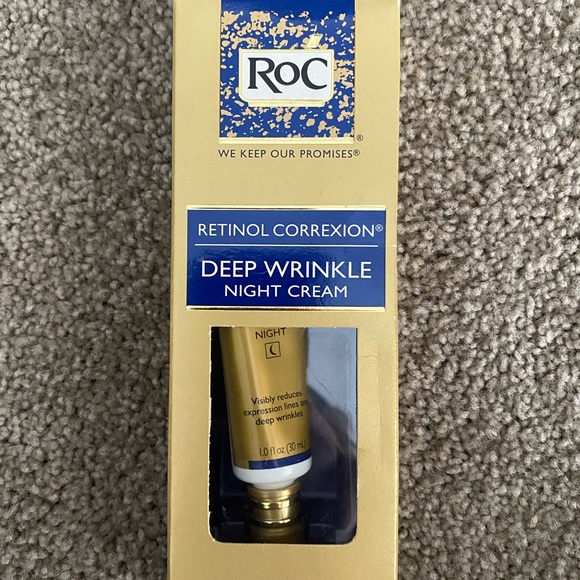 RoC
®
WE KEEP OUR PROMISES®
RETINOL CORREXION®
DEEP WRINKLE
NIGHT CREAM
NIGHT
Visibly reduces
expression lines an
deep wrinkles
1.0 fl oz (30 mL)